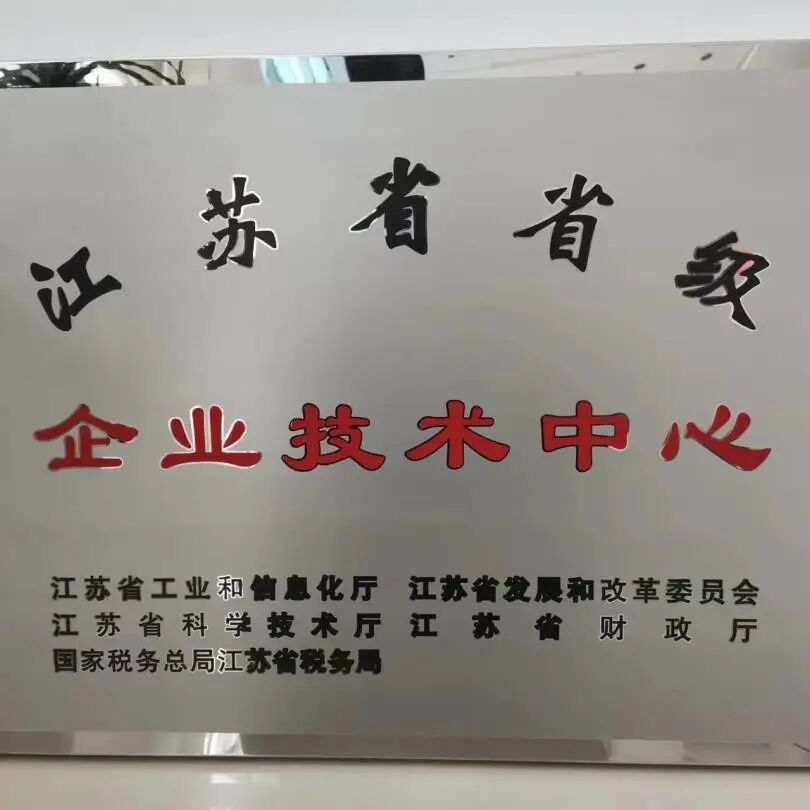 江苏省省级
企业技术中心
江苏省工业和信息化厅 江苏省发展和改革委员会
江苏省科学技术厅 江苏省财政厅
国家税务总局江苏省税务局